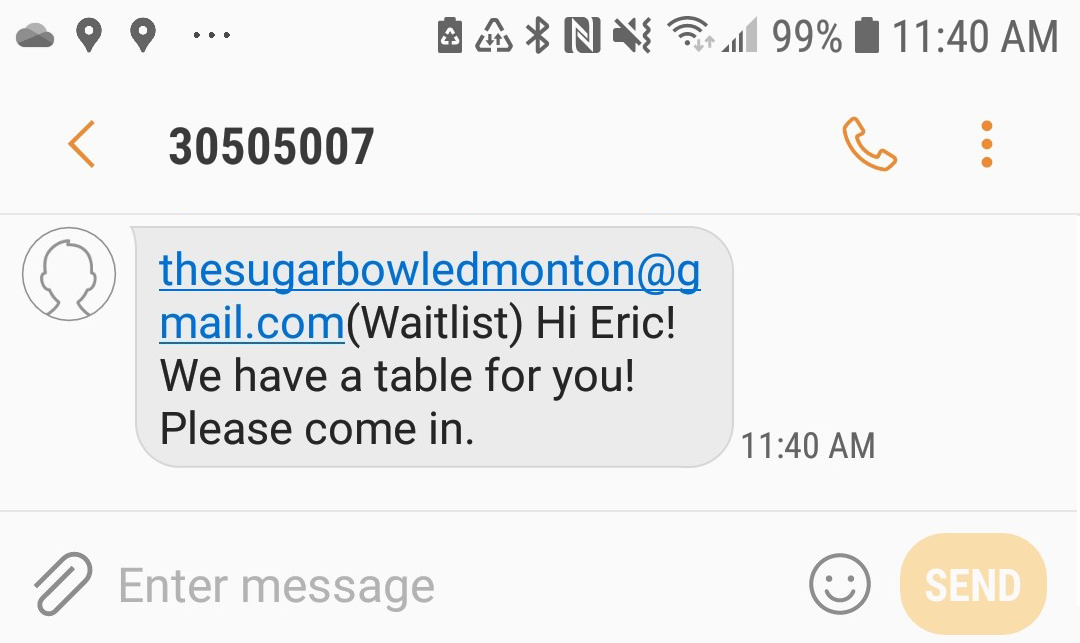 99% 11:40 AM
30505007
thesugarbowledmonton@g
mail.com(Waitlist) Hi Eric!
We have a table for you!
Please come in.
11:40 AM
Enter message
SEND